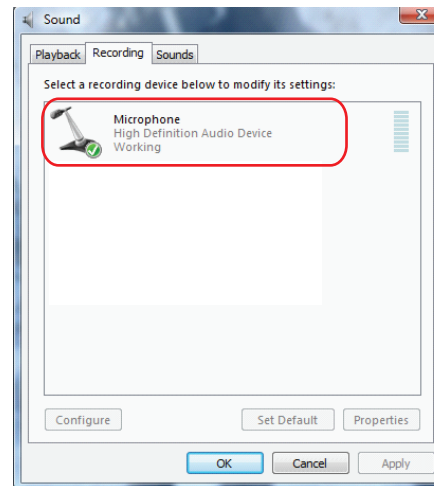 Sound
Playback Recording Sounds
Select a recording device below to modify its settings:
Microphone
High Definition Audio Device
Working
Configure Set Default Properties
OK Cancel Apply